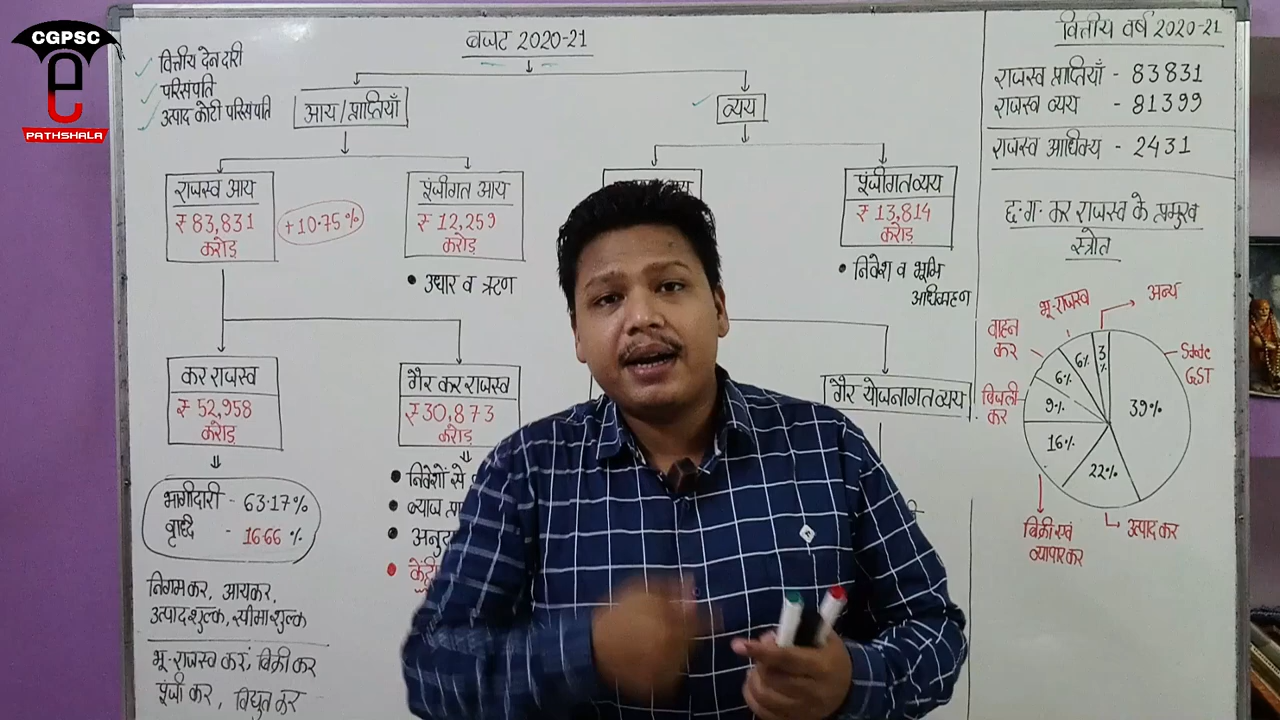 CGPSC
e
PATHSHALA
वित्तीय देनदारी
परिसंपति
उत्पाद कोटी परिसंपति
बजट 2020-21
आय/प्राप्तियाँ
व्यय
राजस्व आय
₹ 83,831
करोड़
+10.75%
पूंजीगत आय
₹ 12,259
करोड़
• उधार व ऋण
पूंजीगत व्यय
₹ 13,814
करोड़
• निवेश व भूमि
अधिग्रहण
कर राजस्व
₹ 52,958
करोड़
गैर कर राजस्व
₹ 30,873
करोड़
गैर योजनागत व्यय
भागीदारी - 63.17%
वृद्धि - 16.66 %
• निवेशों से
• ब्याज
•
•
निगम कर, आयकर,
उत्पाद शुल्क, सीमा शुल्क
भू-राजस्व कर, बिक्री कर
पूंजी कर, विद्युत कर
वित्तीय वर्ष 2020-21
राजस्व प्राप्तियाँ - 83831
राजस्व व्यय - 81399
राजस्व आधिक्य - 2431
छ.ग. कर राजस्व के प्रमुख
स्त्रोत
भू-राजस्व
अन्य
वाहन
कर
State
GST
बिजली
कर
3%
6%
6%
9%
39%
16%
22%
बिक्री एवं
व्यापार कर
उत्पाद कर